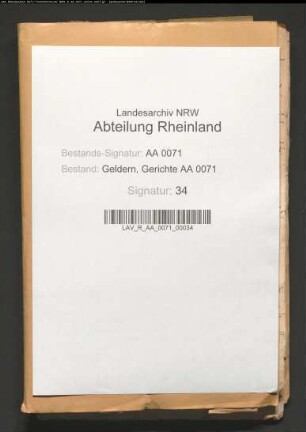 Landesarchiv NRW
Abteilung Rheinland
Bestands-Signatur: AA 0071
Bestand: Geldern, Gerichte AA 0071
Signatur: 34
LAV_R_AA_0071_00034